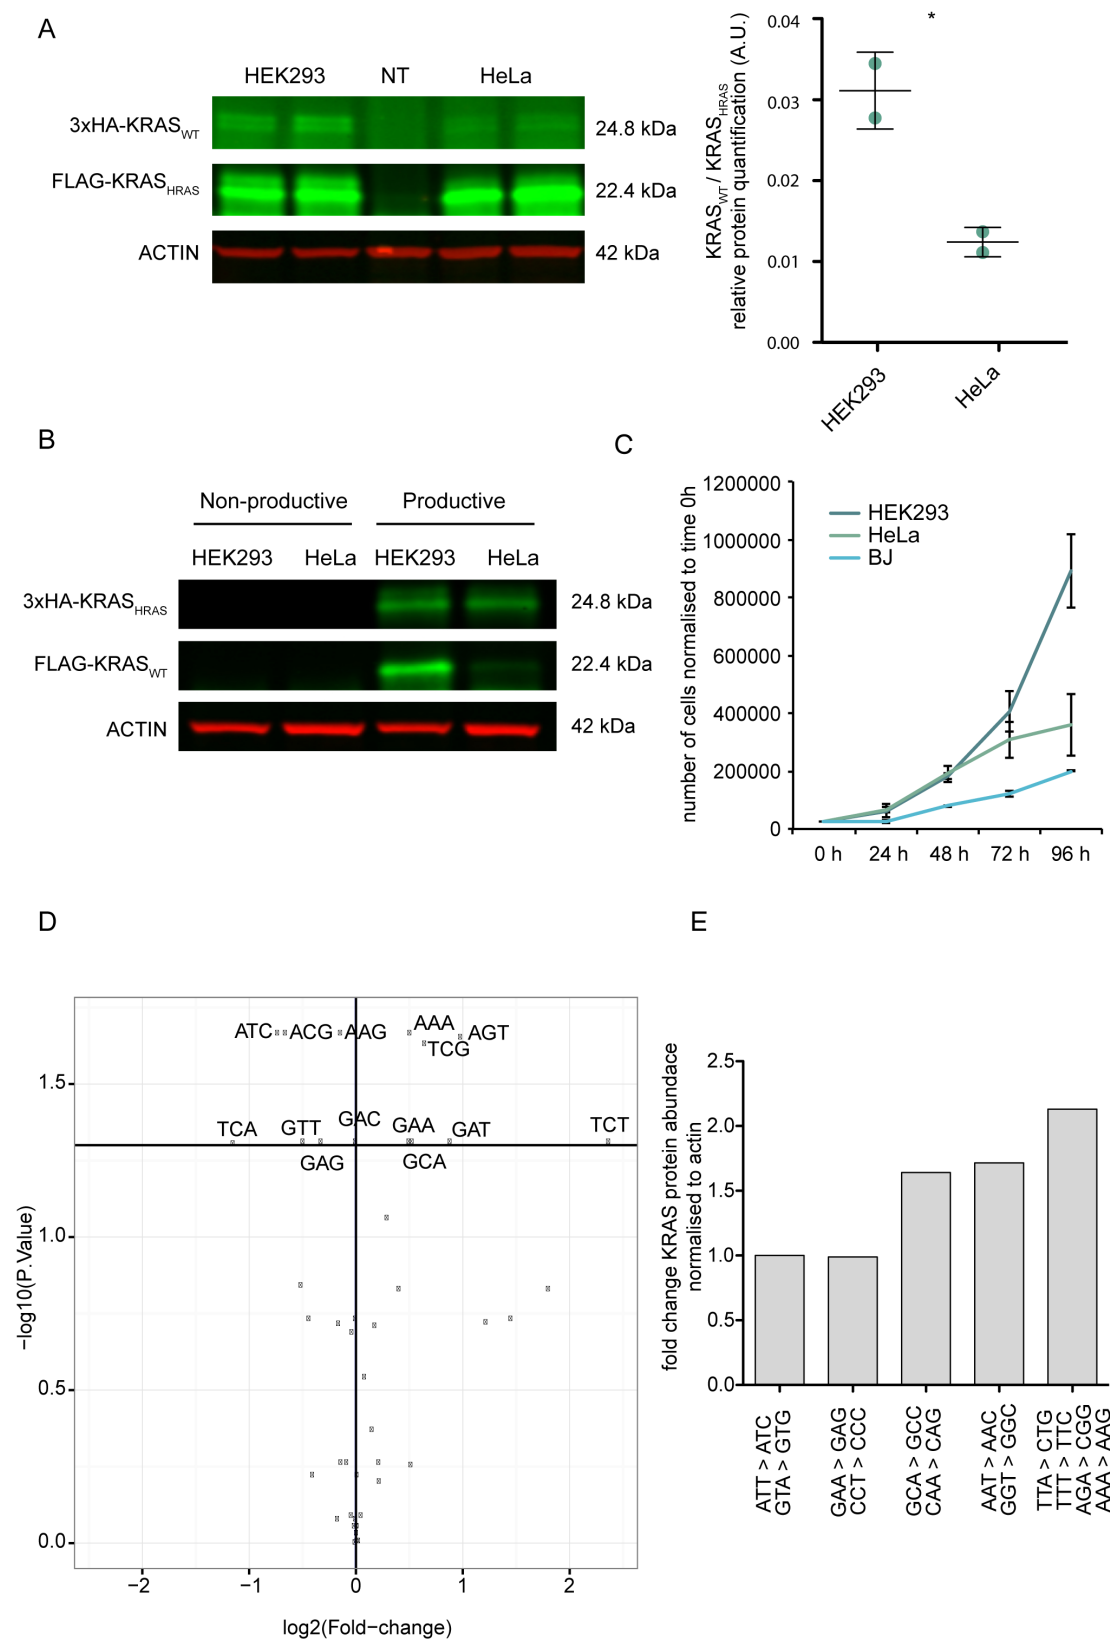 A
HEK293 NT HeLa
3xHA-KRASWT 24.8 kDa
FLAG-KRASHRAS 22.4 kDa
ACTIN 42 kDa
KRASWT / KRASHRAS
relative protein quantification (A.U.)
*
0.04
0.03
0.02
0.01
0.00
HEK293 HeLa
B
Non-productive Productive
HEK293 HeLa HEK293 HeLa
3xHA-KRASHRAS 24.8 kDa
FLAG-KRASWT 22.4 kDa
ACTIN 42 kDa
C
number of cells normalised to time 0h
1200000
1000000
800000
600000
400000
200000
0
HEK293
HeLa
BJ
0 h 24 h 48 h 72 h 96 h
D
−log10(P.Value)
1.5
1.0
0.5
0.0
ATC ACG AAG AAA AGT
TCG
TCA GTT GAC GAA GAT TCT
GAG GCA
−2 −1 0 1 2
log2(Fold−change)
E
fold change KRAS protein abundace
normalised to actin
2.5
2.0
1.5
1.0
0.5
0.0
ATT > ATC
GTA > GTG
GAA > GAG
CCT > CCC
GCA > GCC
CAA > CAG
AAT > AAC
GGT > GGC
TTA > CTG
TTT > TTC
AGA > CGG
AAA > AAG